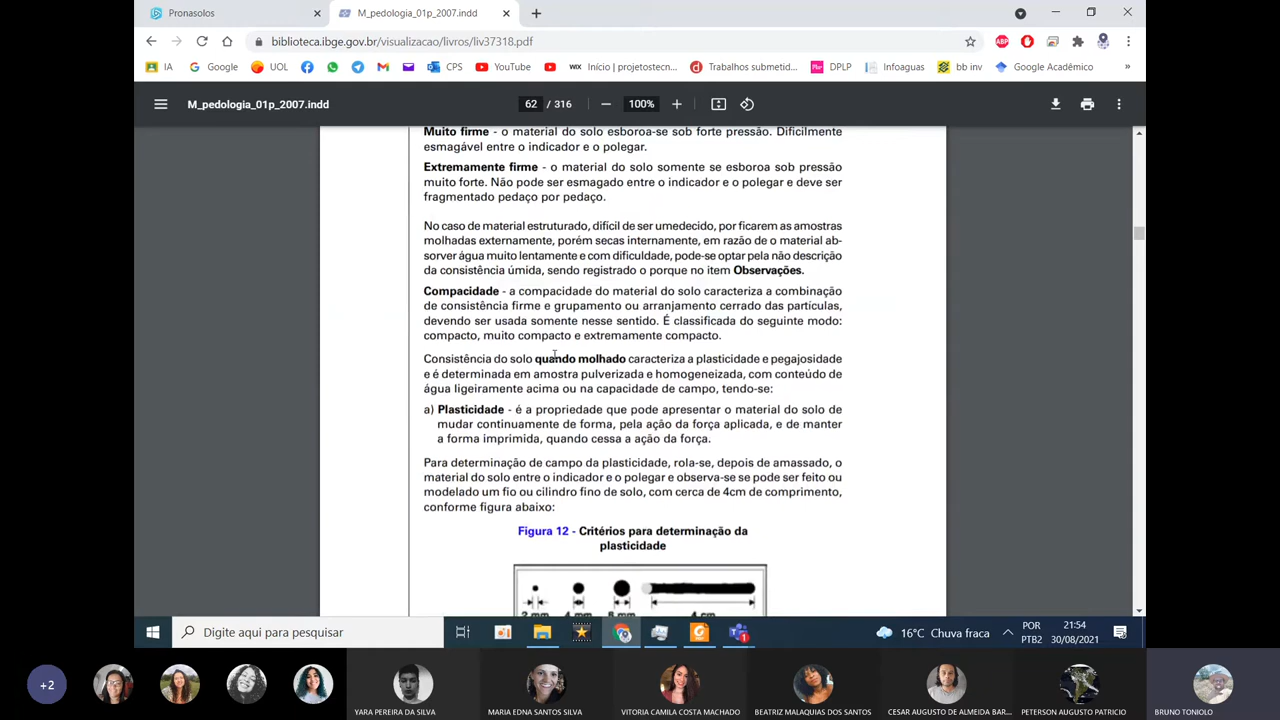 Pronasolos
M_pedologia_01p_2007.indd
biblioteca.ibge.gov.br/visualizacao/livros/liv37318.pdf
ABP
IA
Google
UOL
CPS
YouTube
WIX Início | projetostecn...
Trabalhos submetid...
DPLP
Infoaguas
bb inv
Google Acadêmico
»
M_pedologia_01p_2007.indd
62 / 316
100%
Muito firme - o material do solo esboroa-se sob forte pressão. Dificilmente
esmagável entre o indicador e o polegar.
Extremamente firme - o material do solo somente se esboroa sob pressão
muito forte. Não pode ser esmagado entre o indicador e o polegar e deve ser
fragmentado pedaço por pedaço.
No caso de material estruturado, difícil de ser umedecido, por ficarem as amostras
molhadas externamente, porém secas internamente, em razão de o material ab-
sorver água muito lentamente e com dificuldade, pode-se optar pela não descrição
da consistência úmida, sendo registrado o porque no item Observações.
Compacidade - a compacidade do material do solo caracteriza a combinação
de consistência firme e grupamento ou arranjamento cerrado das partículas,
devendo ser usada somente nesse sentido. É classificada do seguinte modo:
compacto, muito compacto e extremamente compacto.
Consistência do solo quando molhado caracteriza a plasticidade e pegajosidade
e é determinada em amostra pulverizada e homogeneizada, com conteúdo de
água ligeiramente acima ou na capacidade de campo, tendo-se:
a) Plasticidade - é a propriedade que pode apresentar o material do solo de
mudar continuamente de forma, pela ação da força aplicada, e de manter
a forma imprimida, quando cessa a ação da força.
Para determinação de campo da plasticidade, rola-se, depois de amassado, o
material do solo entre o indicador e o polegar e observa-se se pode ser feito ou
modelado um fio ou cilindro fino de solo, com cerca de 4cm de comprimento,
conforme figura abaixo:
Figura 12 - Critérios para determinação da
plasticidade
2 mm 4 mm 6 mm 4 cm
Digite aqui para pesquisar
1
16°C Chuva fraca
POR
PTB2
21:54
30/08/2021
+2
YARA PEREIRA DA SILVA
MARIA EDNA SANTOS SILVA
VITORIA CAMILA COSTA MACHADO
BEATRIZ MALAQUIAS DOS SANTOS
CESAR AUGUSTO DE ALMEIDA BAR...
PETERSON AUGUSTO PATRICIO
BRUNO TONIOLO